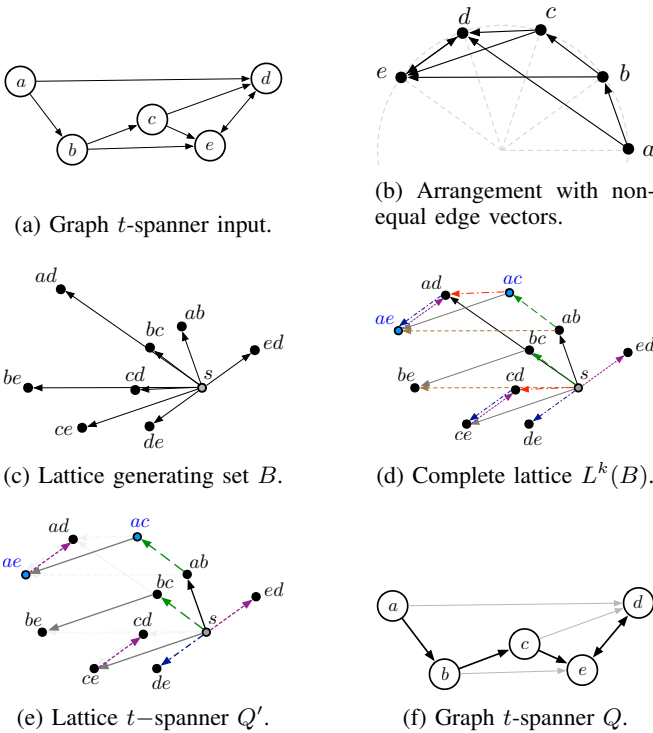 a
d
c
b
e
(a) Graph t-spanner input.
c
d
e
b
a
(b) Arrangement with non-
equal edge vectors.
ad
ab
bc
ed
be
cd
s
ce
de
(c) Lattice generating set B.
ad
ac
ae
ab
bc
ed
be
cd
s
ce
de
(d) Complete lattice L^k(B).
ad
ac
ae
ab
bc
ed
be
cd
s
ce
de
(e) Lattice t−spanner Q′.
a
d
c
b
e
(f) Graph t-spanner Q.